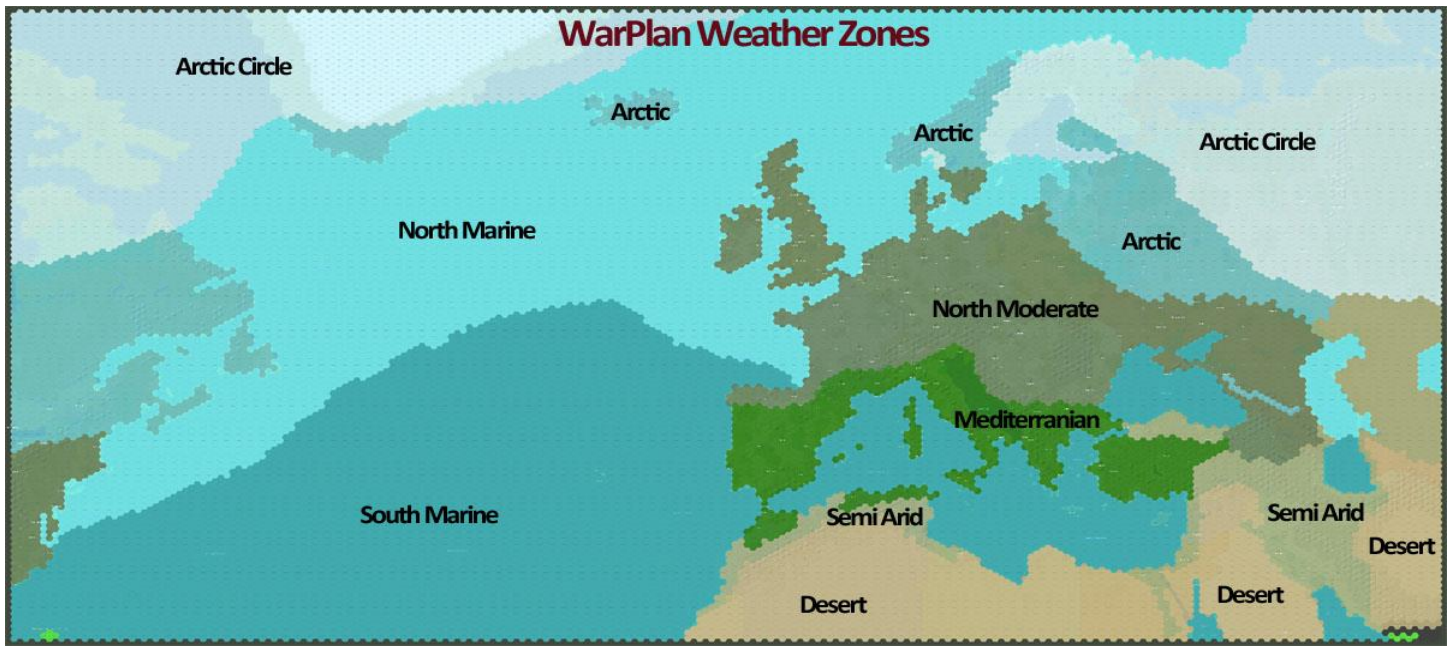 WarPlan Weather Zones
Arctic Circle
Arctic
Arctic
Arctic Circle
North Marine
Arctic
North Moderate
Mediterranian
South Marine
Semi Arid
Semi Arid
Desert
Desert
Desert